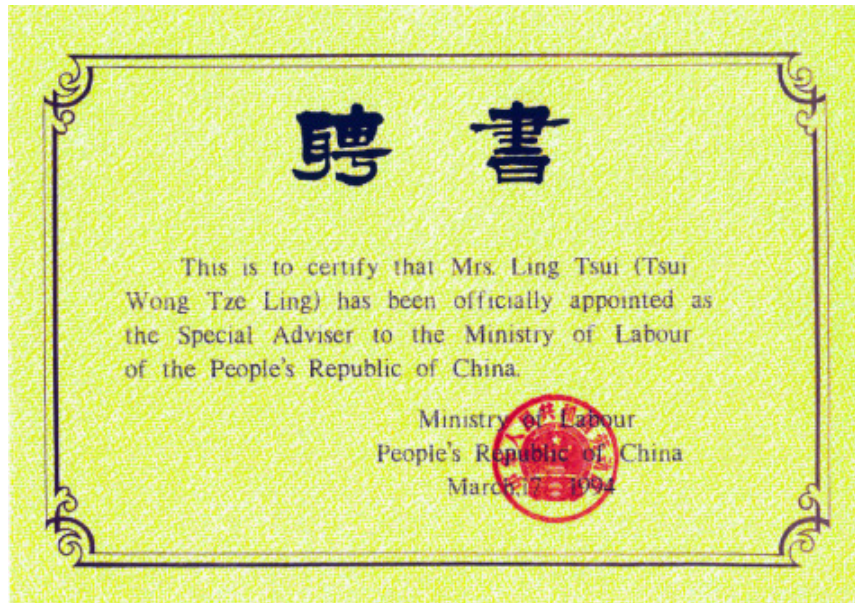 聘書
This is to certify that Mrs. Ling Tsui (Tsui
Wong Tze Ling) has been officially appointed as
the Special Adviser to the Ministry of Labour
of the People's Republic of China.
Ministry of Labour
People's Republic of China
March,17 1994